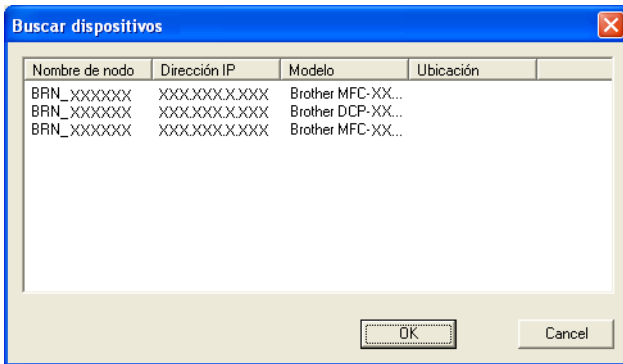 Buscar dispositivos
Nombre de nodo Dirección IP Modelo Ubicación
BRN_XXXXXX XXX.XXX.X.XXX Brother MFC-XX...
BRN_XXXXXX XXX.XXX.X.XXX Brother DCP-XX...
BRN_XXXXXX XXX.XXX.X.XXX Brother MFC-XX...
OK Cancel